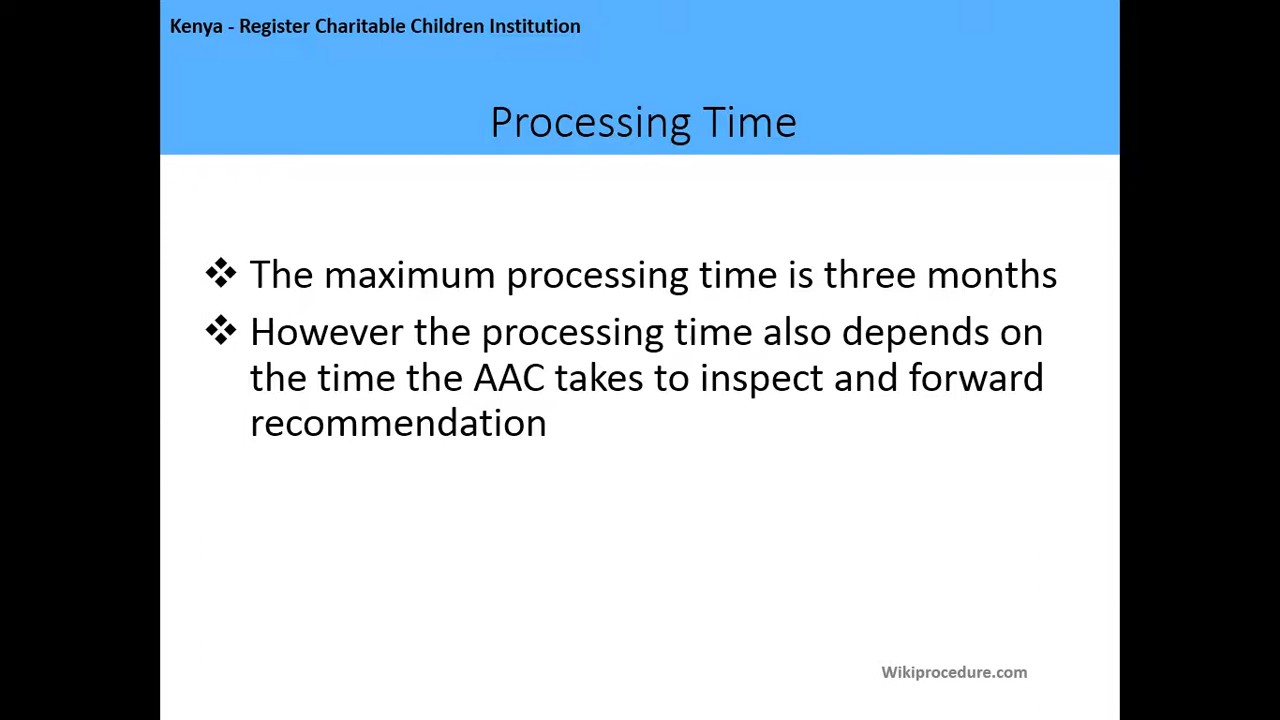 Kenya - Register Charitable Children Institution
Processing Time
❖ The maximum processing time is three months
❖ However the processing time also depends on
the time the AAC takes to inspect and forward
recommendation
Wikiprocedure.com